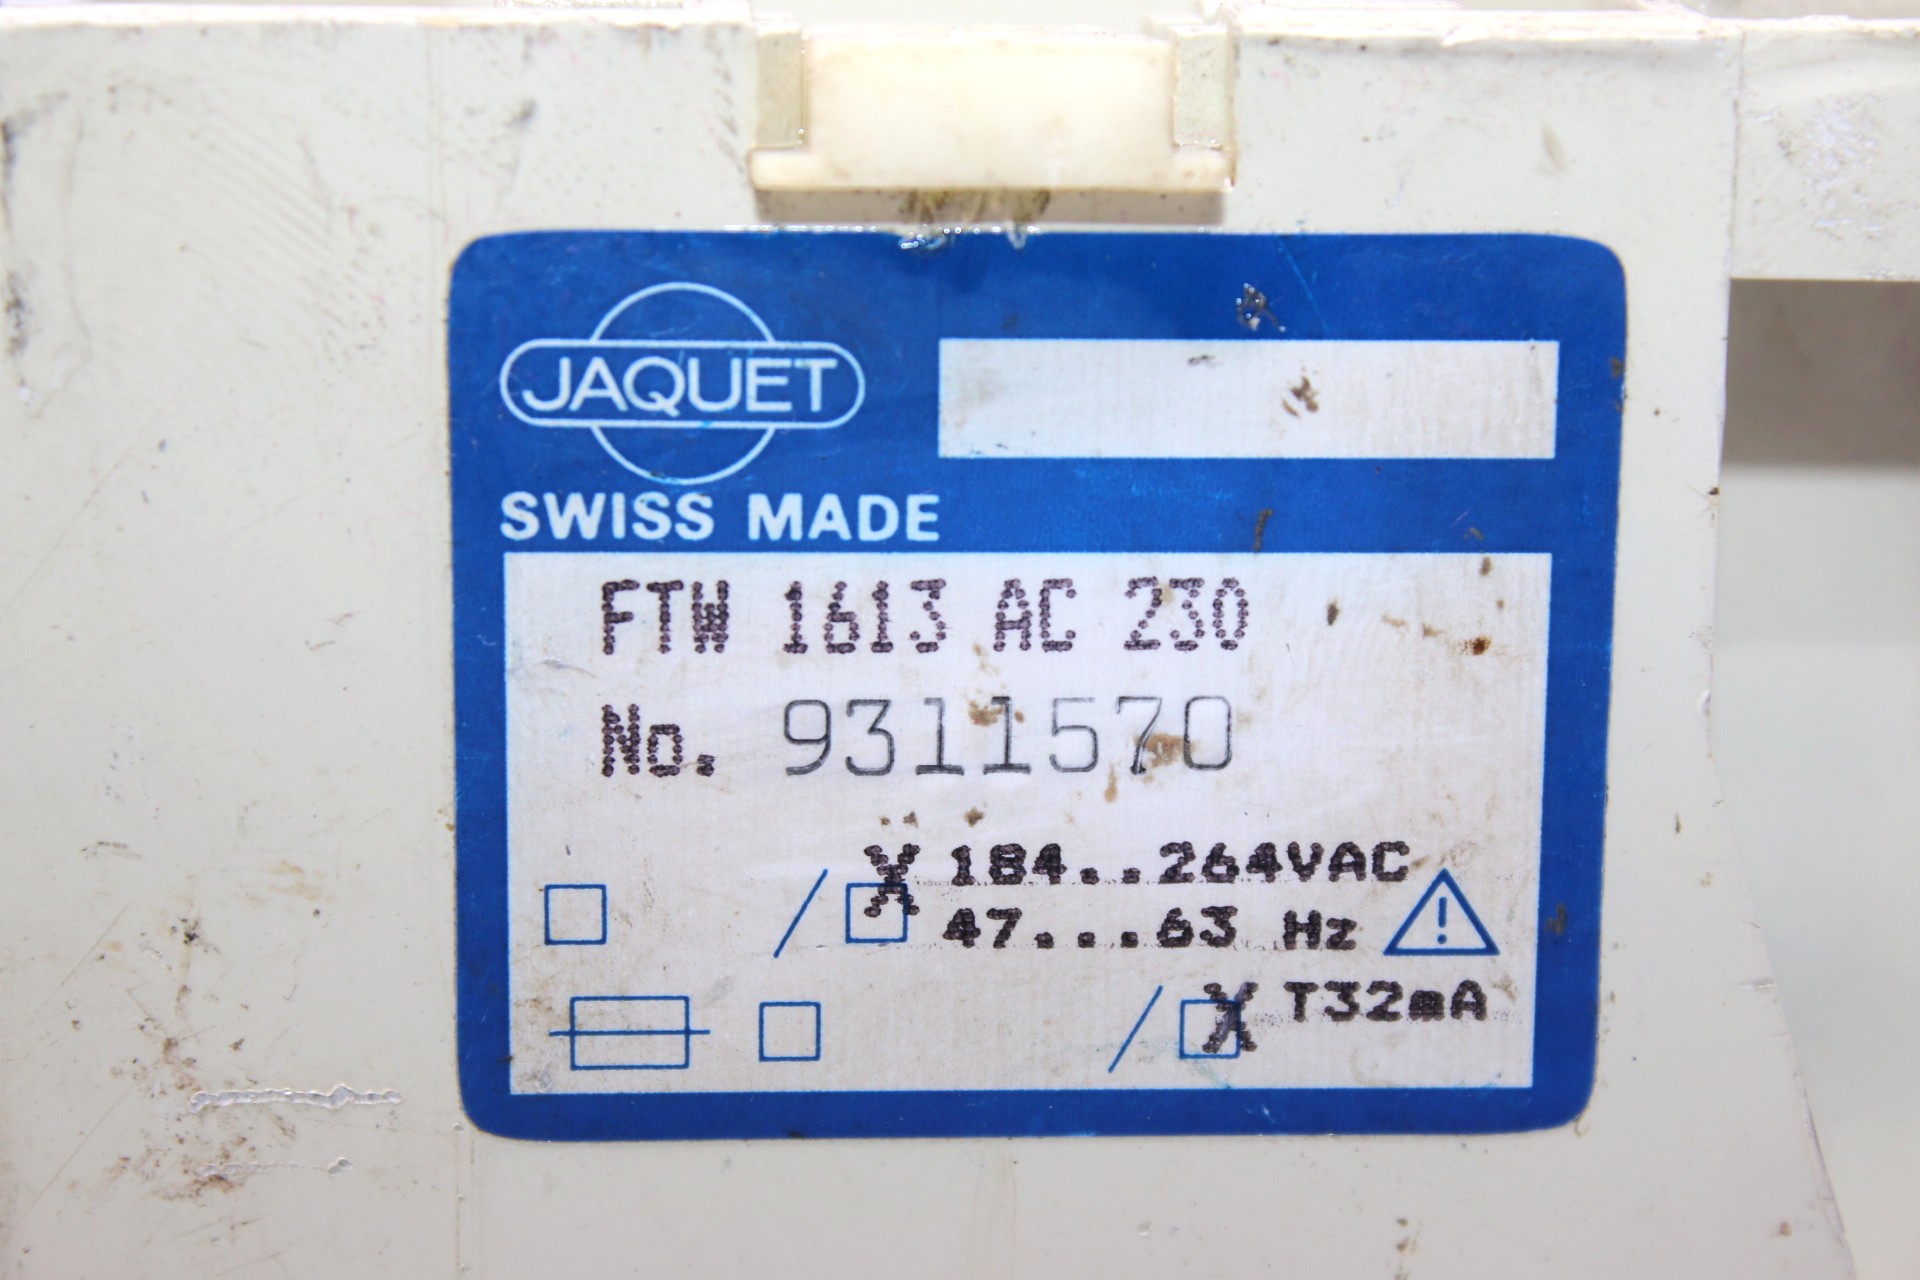 JAQUET
SWISS MADE
FTW 1613 AC 230
No. 9311570
/ X 184..264VAC
47...63 Hz !
/ X T32mA